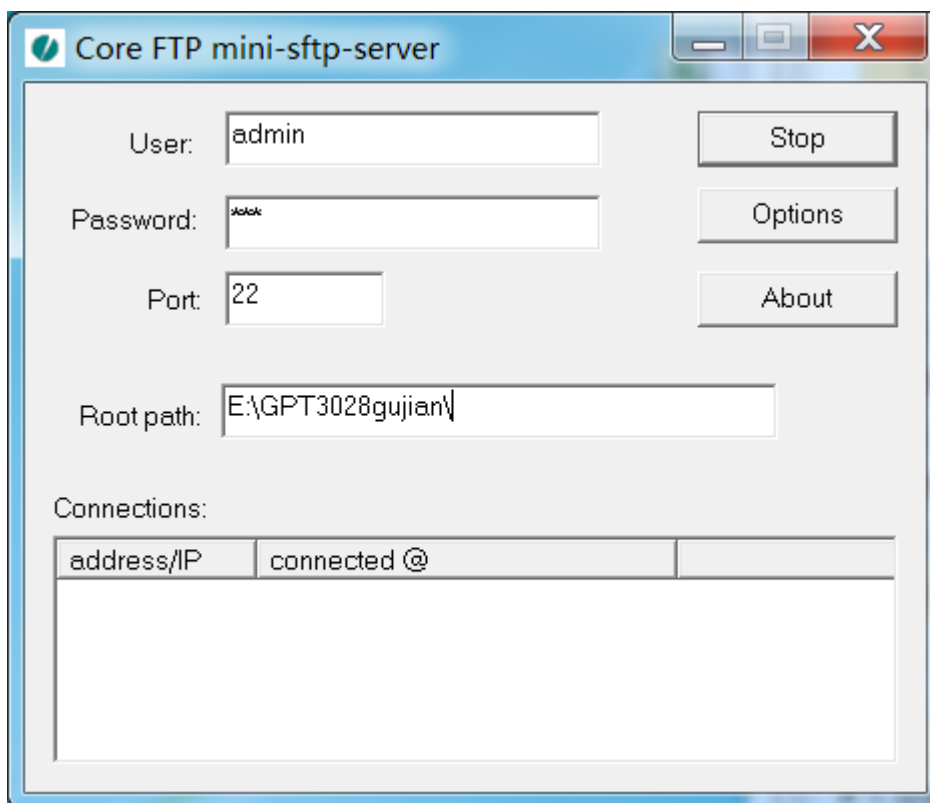 Core FTP mini-sftp-server
User: admin Stop
Password: *** Options
Port: 22 About
Root path: E:\GPT3028gujian\
Connections:
address/IP connected @